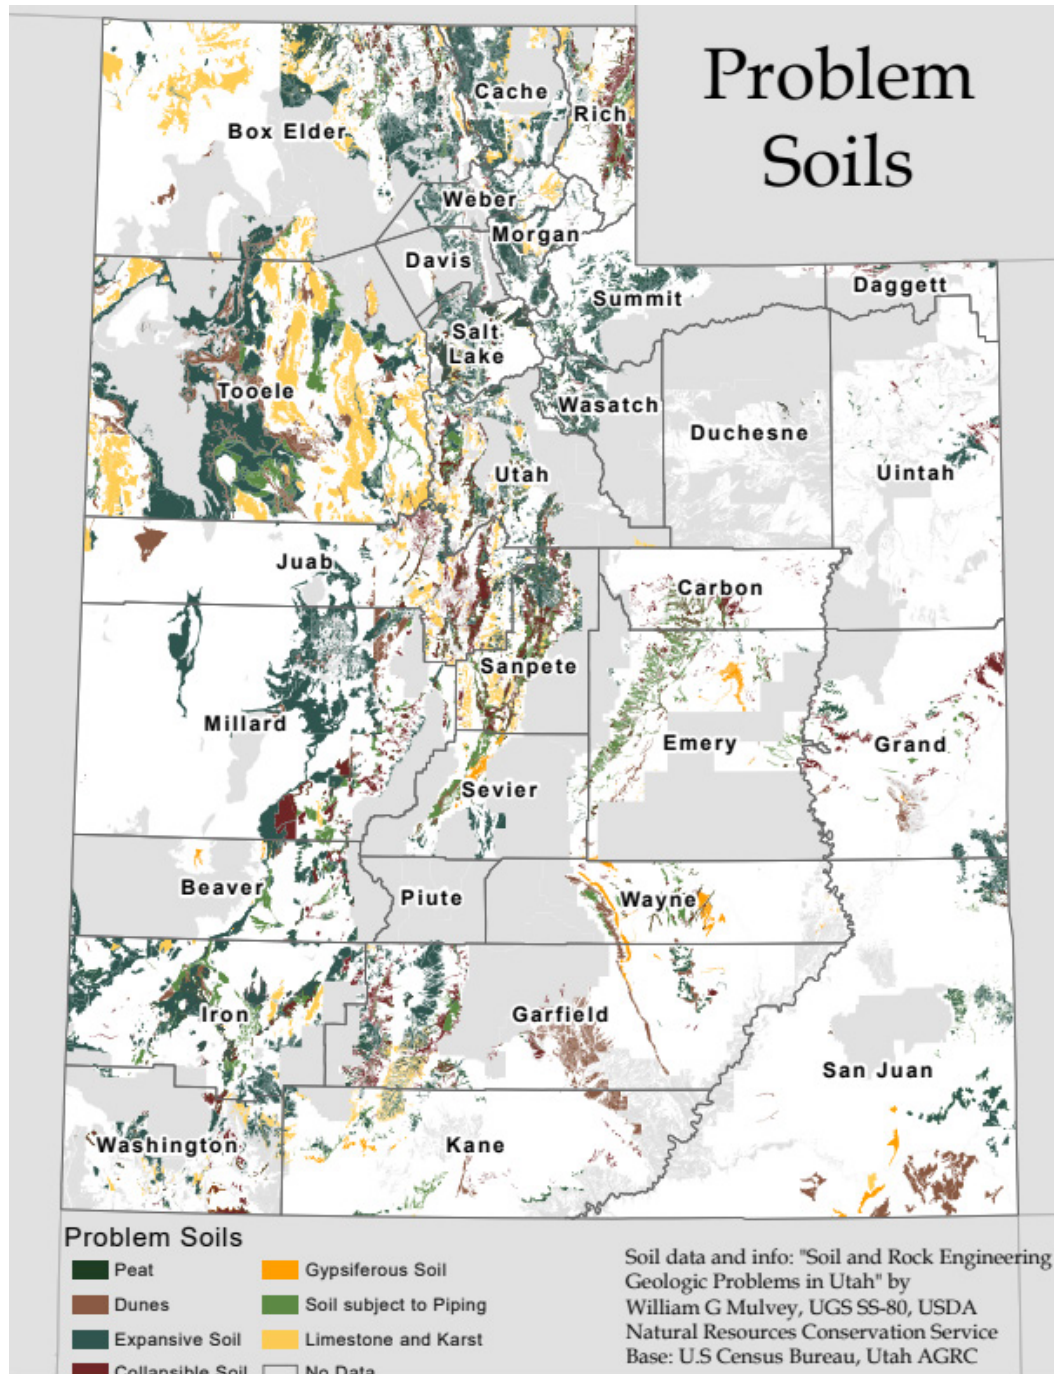 Problem
Soils
Cache
Rich
Box Elder
Weber
Morgan
Davis
Summit
Daggett
Salt
Lake
Tooele
Wasatch
Duchesne
Utah
Uintah
Juab
Carbon
Sanpete
Millard
Emery
Grand
Sevier
Beaver
Piute
Wayne
Iron
Garfield
San Juan
Washington
Kane
Problem Soils
Peat
Dunes
Expansive Soil
Collapsible Soil
Gypsiferous Soil
Soil subject to Piping
Limestone and Karst
No Data
Soil data and info: "Soil and Rock Engineering
Geologic Problems in Utah" by
William G Mulvey, UGS SS-80, USDA
Natural Resources Conservation Service
Base: U.S Census Bureau, Utah AGRC